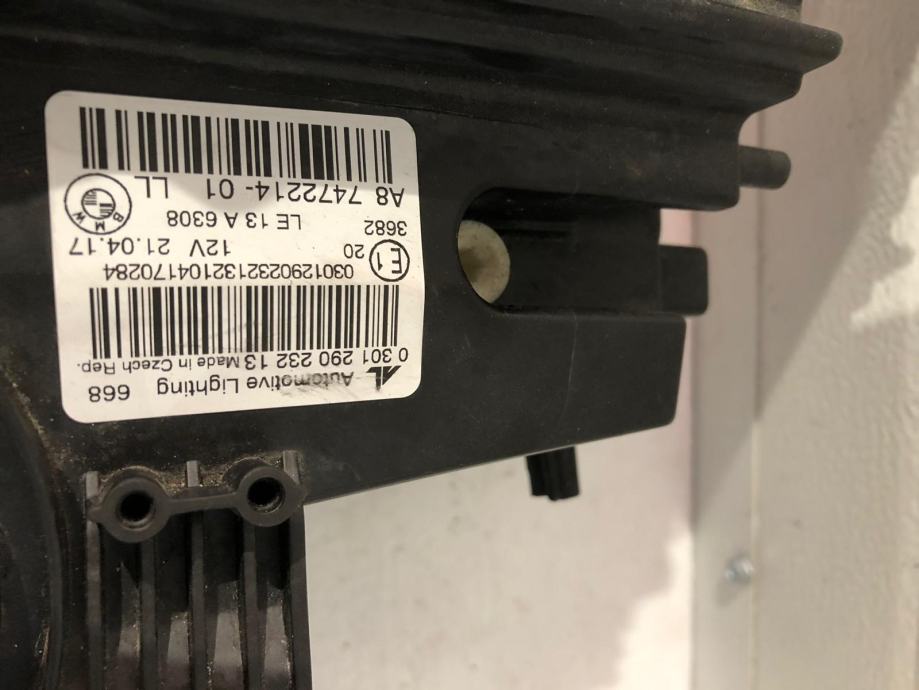 Automotive Lighting 668
0 301 290 232 13 Made in Czech Rep.
0301290232132104170284
E1 20 12V 21.04.17
3682 LE 13 A 6308
BMW
A8 7472214-01 LL